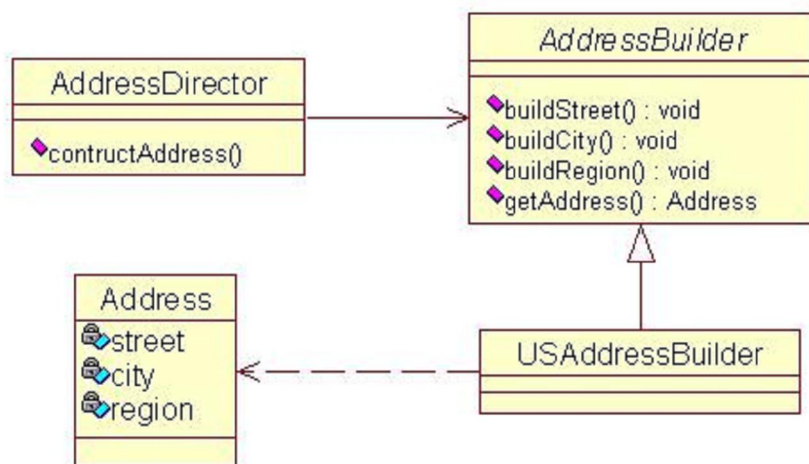 AddressDirector
contructAddress()
AddressBuilder
buildStreet() : void
buildCity() : void
buildRegion() : void
getAddress() : Address
Address
street
city
region
USAddressBuilder